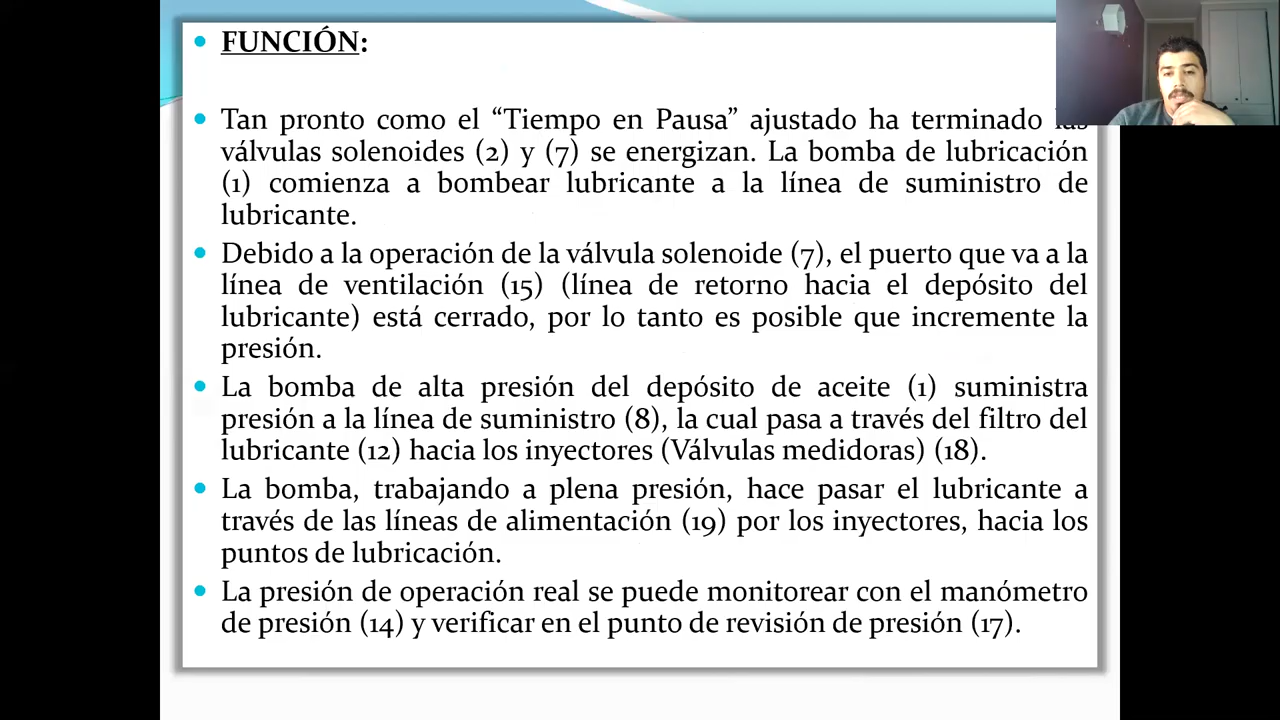 FUNCIÓN:
Tan pronto como el “Tiempo en Pausa” ajustado ha terminado
válvulas solenoides (2) y (7) se energizan. La bomba de lubricación
(1) comienza a bombear lubricante a la línea de suministro de
lubricante.
Debido a la operación de la válvula solenoide (7), el puerto que va a la
línea de ventilación (15) (línea de retorno hacia el depósito del
lubricante) está cerrado, por lo tanto es posible que incremente la
presión.
La bomba de alta presión del depósito de aceite (1) suministra
presión a la línea de suministro (8), la cual pasa a través del filtro del
lubricante (12) hacia los inyectores (Válvulas medidoras) (18).
La bomba, trabajando a plena presión, hace pasar el lubricante a
través de las líneas de alimentación (19) por los inyectores, hacia los
puntos de lubricación.
La presión de operación real se puede monitorear con el manómetro
de presión (14) y verificar en el punto de revisión de presión (17).